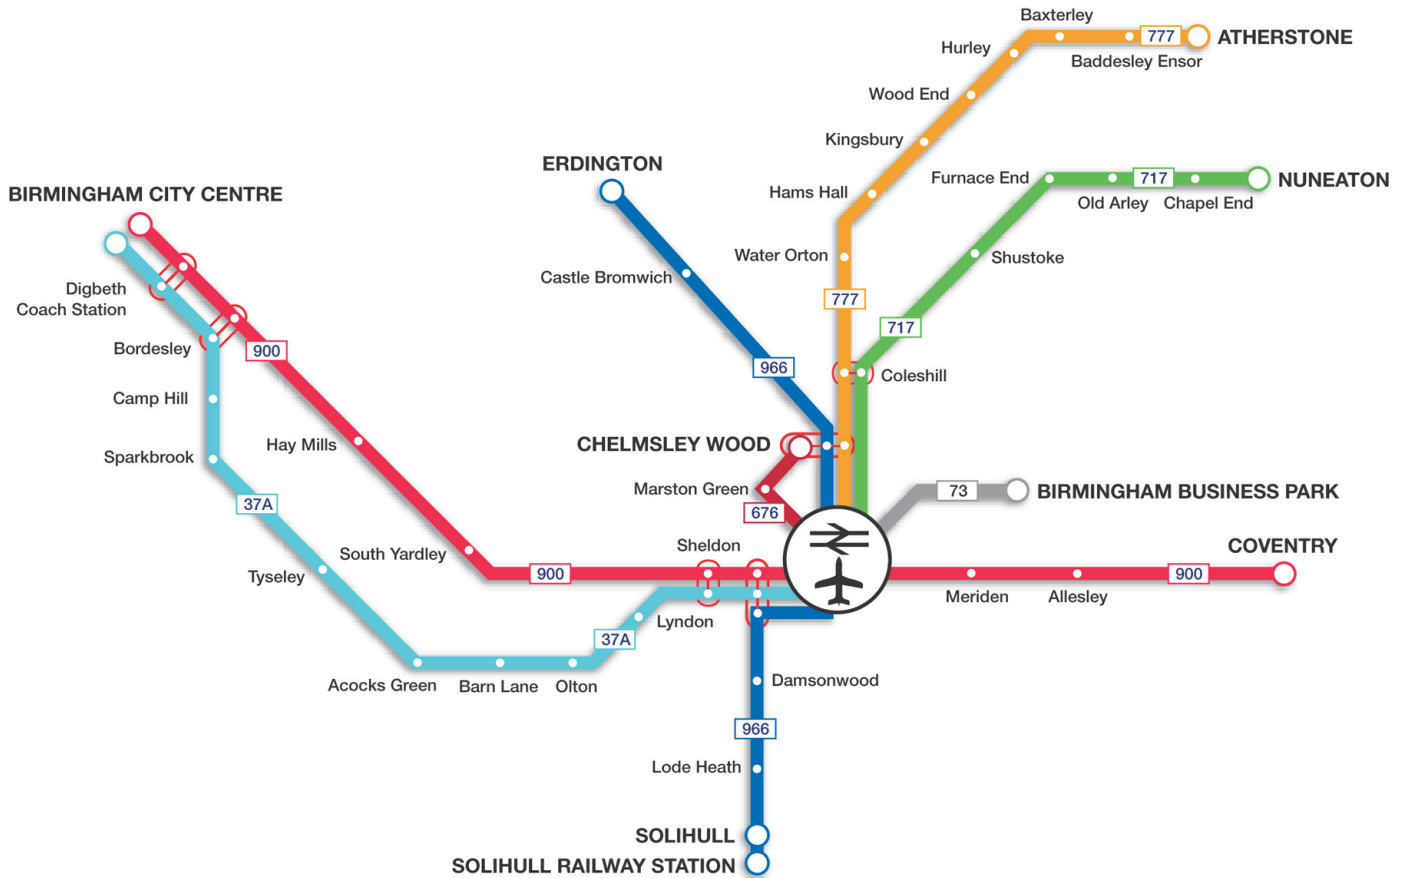 Baxterley
777
ATHERSTONE
Hurley
Baddesley Ensor
Wood End
Kingsbury
ERDINGTON
Furnace End
717
NUNEATON
BIRMINGHAM CITY CENTRE
Hams Hall
Old Arley
Chapel End
Water Orton
Shustoke
Castle Bromwich
Digbeth
Coach Station
777
717
Bordesley
900
966
Coleshill
Camp Hill
Hay Mills
CHELMSLEY WOOD
Sparkbrook
Marston Green
73
BIRMINGHAM BUSINESS PARK
37A
676
South Yardley
Sheldon
COVENTRY
Tyseley
900
900
Meriden
Allesley
Lyndon
37A
Acocks Green
Barn Lane
Olton
Damsonwood
966
Lode Heath
SOLIHULL
SOLIHULL RAILWAY STATION